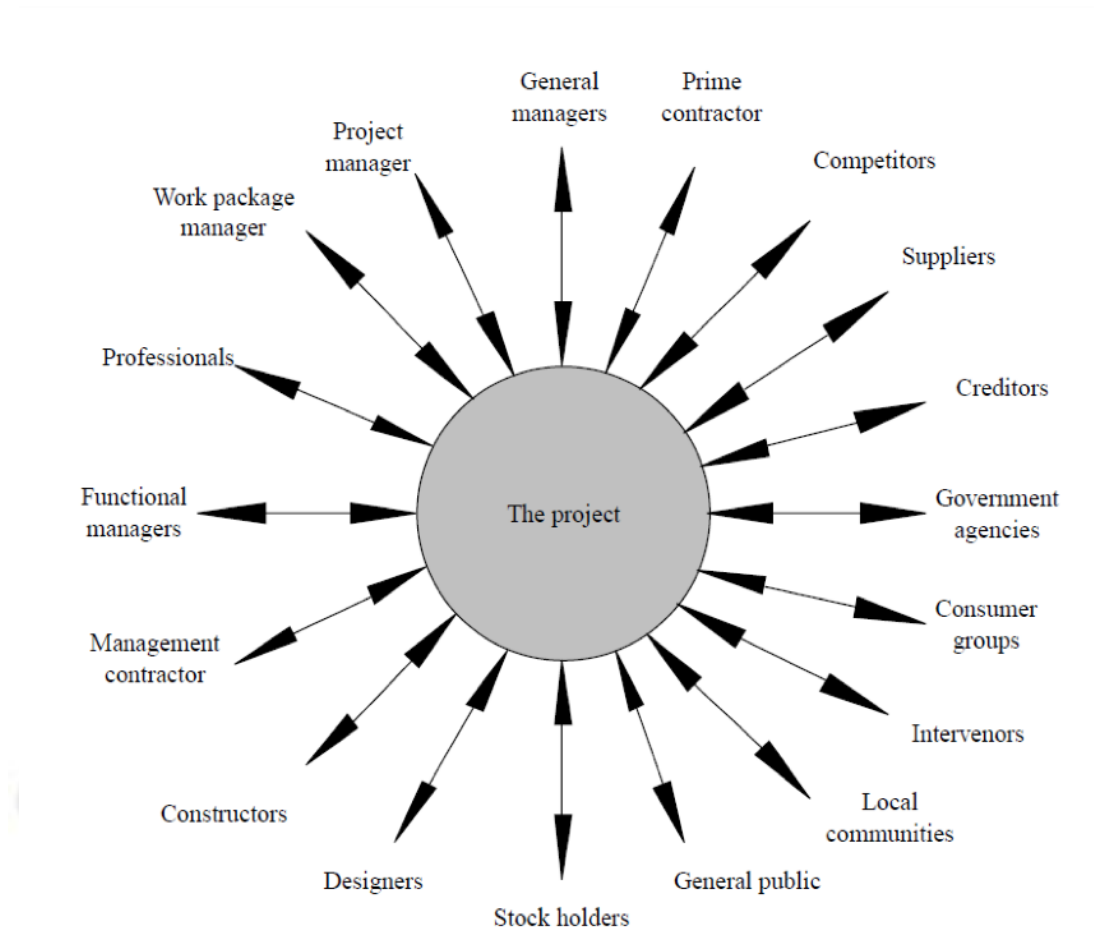 General
managers
Prime
contractor
Project
manager
Competitors
Work package
manager
Suppliers
Professionals
Creditors
Functional
managers
The project
Government
agencies
Consumer
groups
Management
contractor
Intervenors
Constructors
Local
communities
Designers
General public
Stock holders